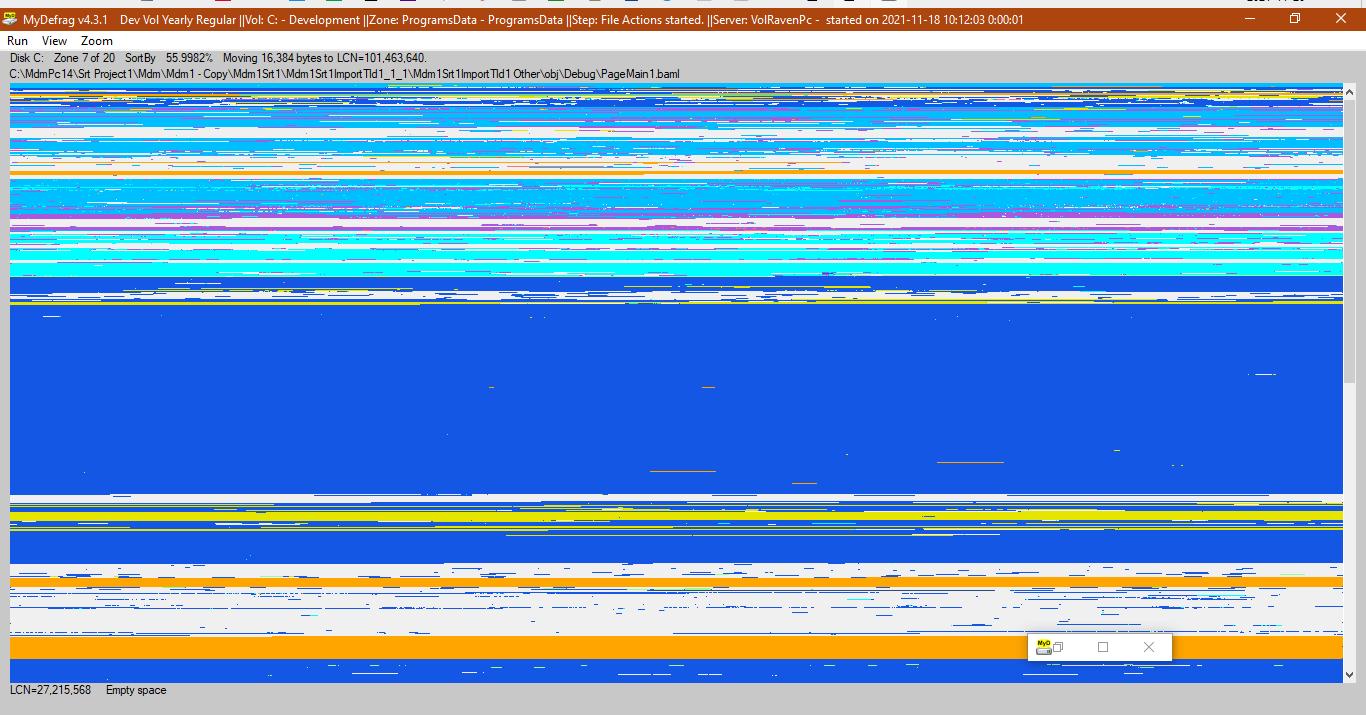 MyDefrag v4.3.1 Dev Vol Yearly Regular ||Vol: C: - Development ||Zone: ProgramsData - ProgramsData ||Step: File Actions started. ||Server: VolRavenPc - started on 2021-11-18 10:12:03 0:00:01
Run View Zoom
Disk C: Zone 7 of 20 SortBy 55.9982% Moving 16,384 bytes to LCN=101,463,640.
C:\MdmPc14\Srt Project1\Mdm\Mdm1 - Copy\Mdm1Srt1\Mdm1Srt1ImportTld1_1_1\Mdm1Srt1ImportTld1 Other\obj\Debug\PageMain1.baml
MyD
LCN=27,215,568 Empty space